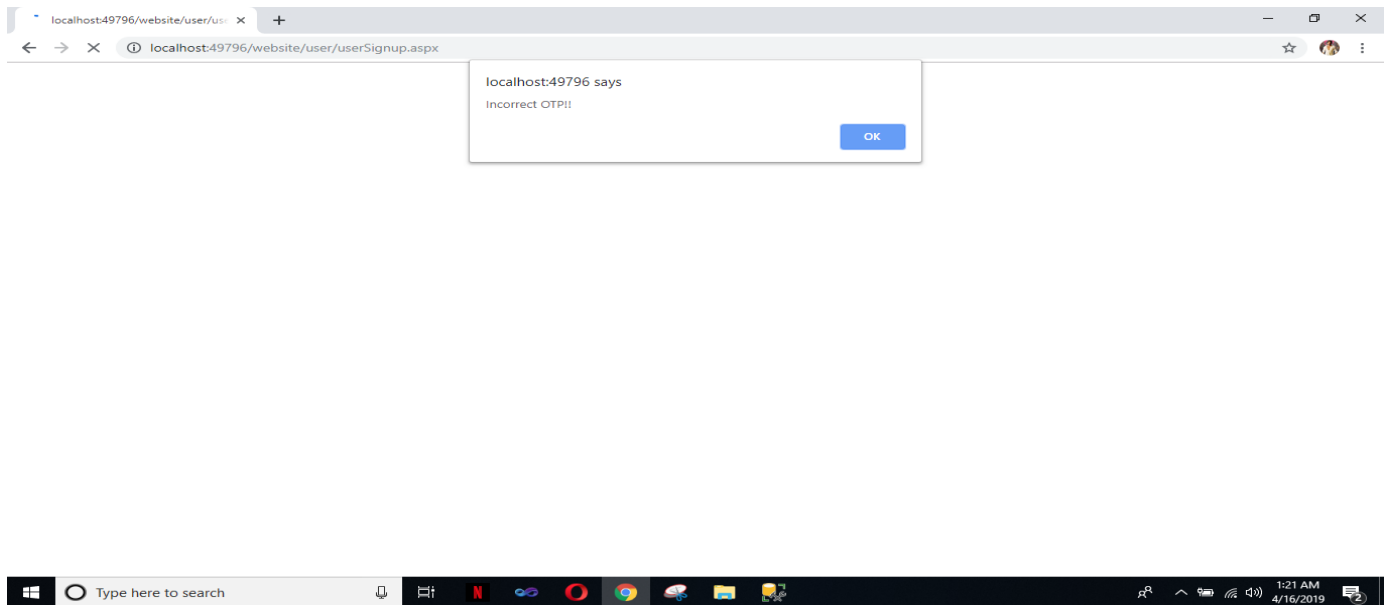 localhost:49796/website/user/use
localhost:49796/website/user/userSignup.aspx
localhost:49796 says
Incorrect OTP!!
OK
Type here to search
N
1:21 AM
4/16/2019
2